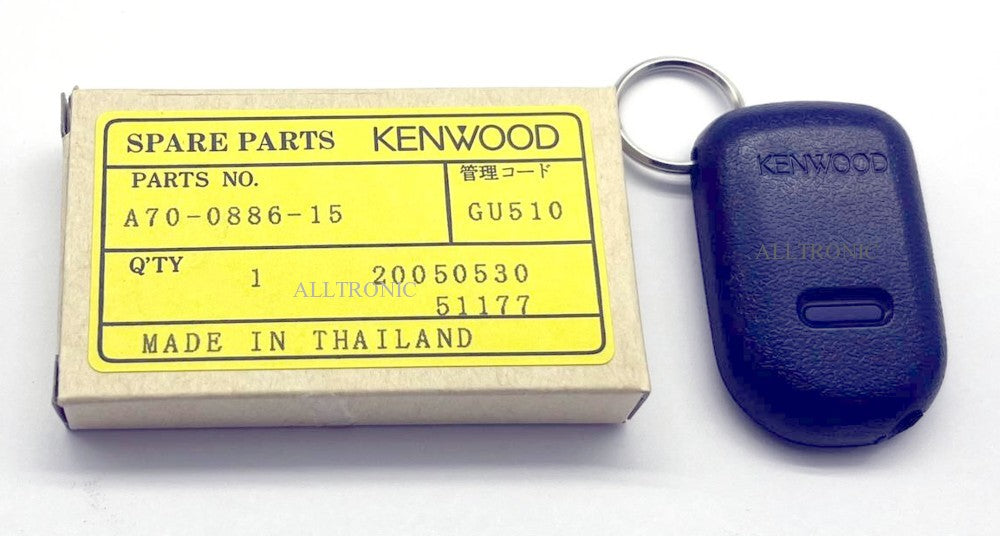 SPARE PARTS KENWOOD
PARTS NO.
A70-0886-15
管理コード
GU510
Q'TY
1
20050530
51177
MADE IN THAILAND
ALLTRONIC
KENWOOD
ALLTRONIC